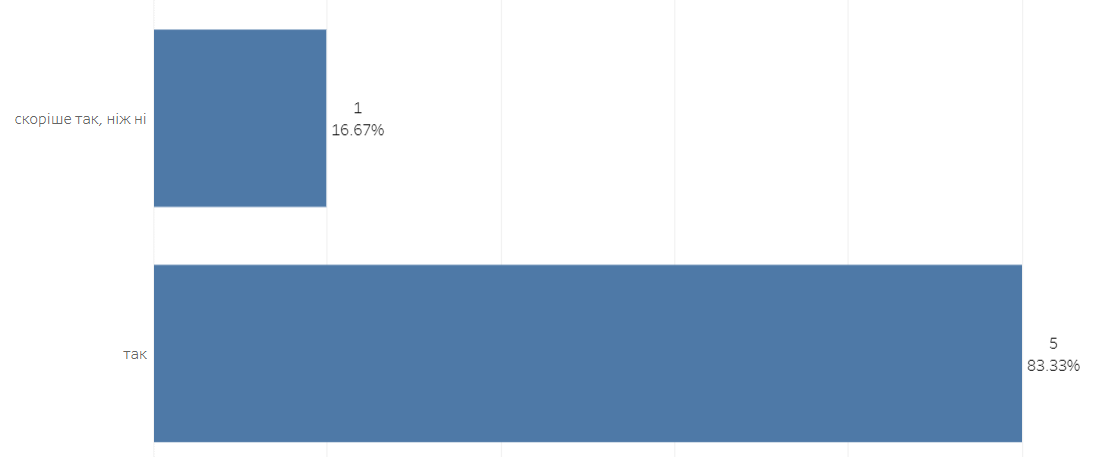 скоріше так, ніж ні
1
16.67%
так
5
83.33%